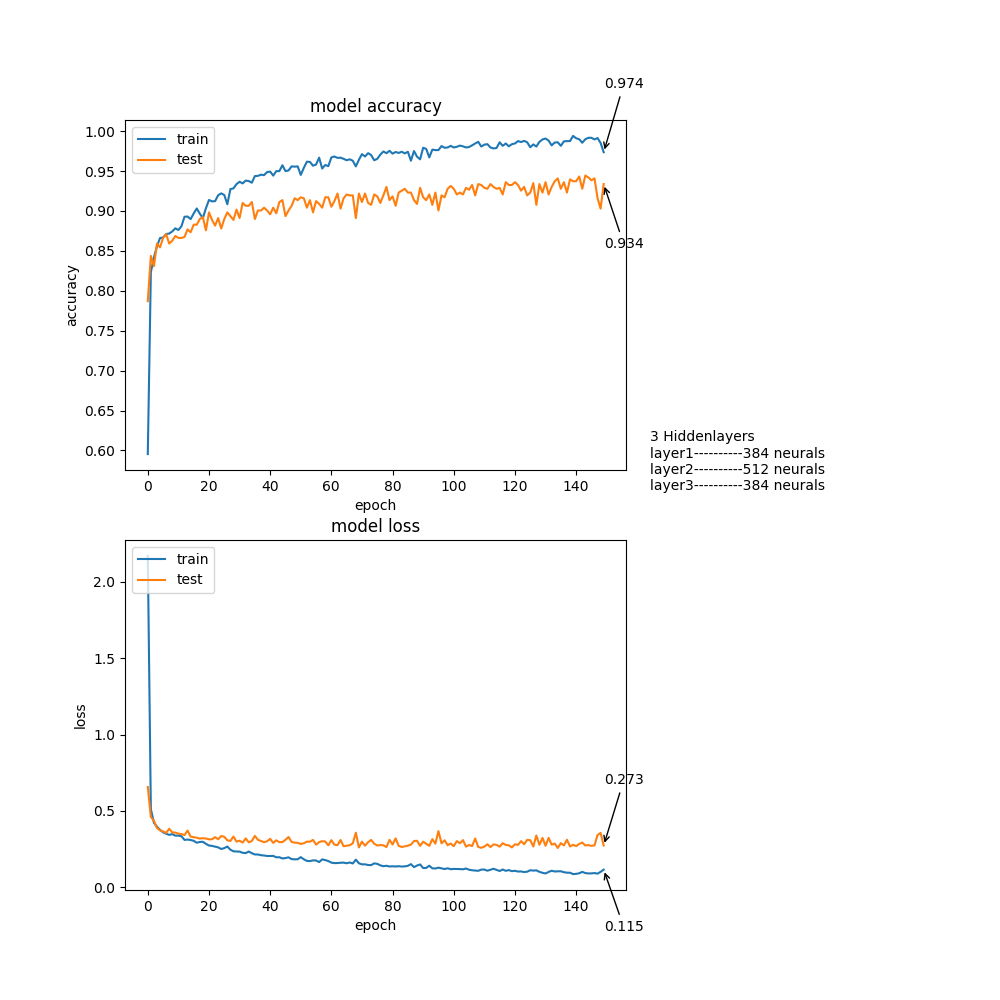 0.974
model accuracy
train
test
1.00
0.95
0.90
0.85
0.80
0.75
0.70
0.65
0.60
accuracy
0.934
0 20 40 60 80 100 120 140
epoch
3 Hiddenlayers
layer1----------384 neurals
layer2----------512 neurals
layer3----------384 neurals
model loss
train
test
2.0
1.5
1.0
0.5
0.0
loss
0.273
0 20 40 60 80 100 120 140
epoch
0.115